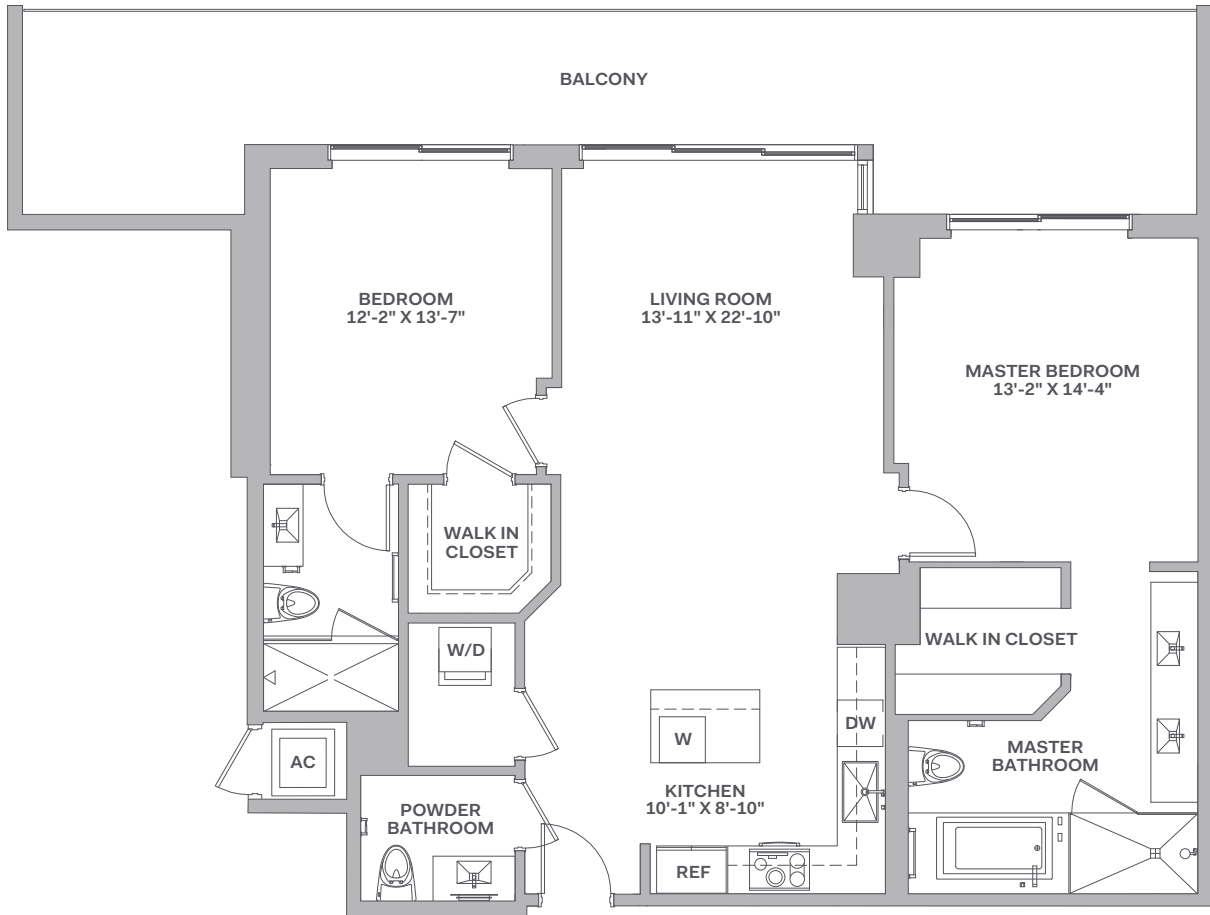 BALCONY
BEDROOM
12'-2" X 13'-7"
LIVING ROOM
13'-11" X 22'-10"
MASTER BEDROOM
13'-2" X 14'-4"
WALK IN
CLOSET
WALK IN CLOSET
W/D
DW
W
AC
MASTER
BATHROOM
KITCHEN
10'-1" X 8'-10"
POWDER
BATHROOM
REF